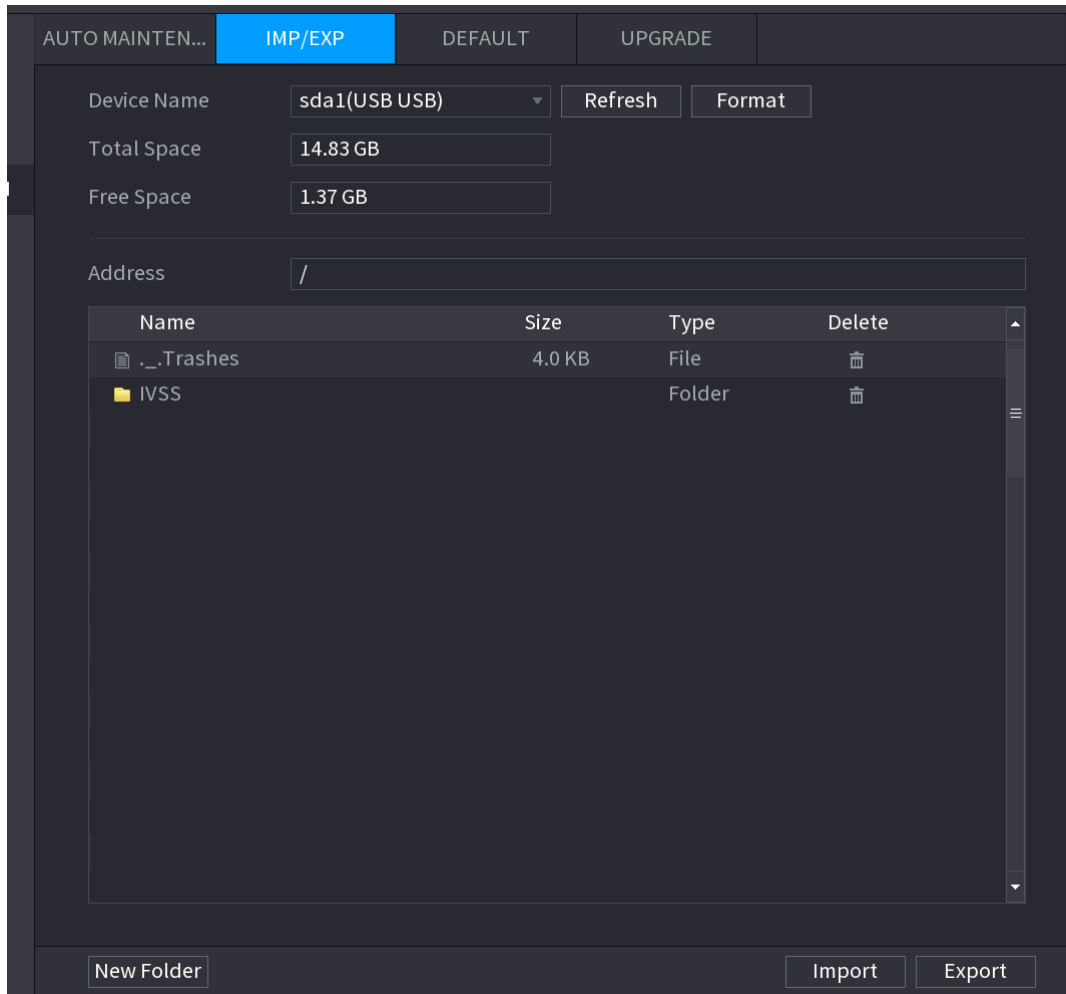 AUTO MAINTEN... IMP/EXP DEFAULT UPGRADE
Device Name sda1(USB USB) Refresh Format
Total Space 14.83 GB
Free Space 1.37 GB
Address /
Name Size Type Delete
._.Trashes 4.0 KB File
IVSS Folder
New Folder Import Export